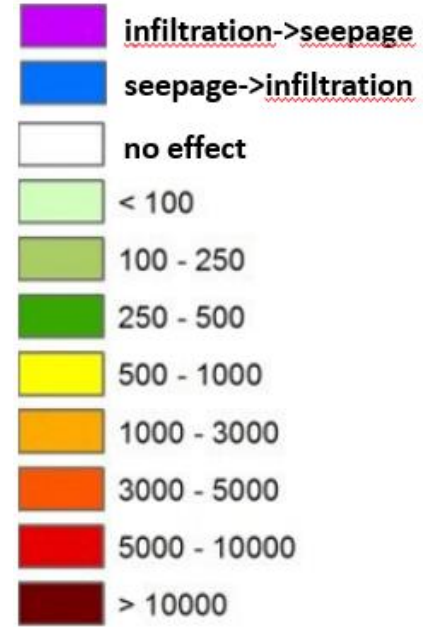 infiltration->seepage
seepage->infiltration
no effect
< 100
100 - 250
250 - 500
500 - 1000
1000 - 3000
3000 - 5000
5000 - 10000
> 10000